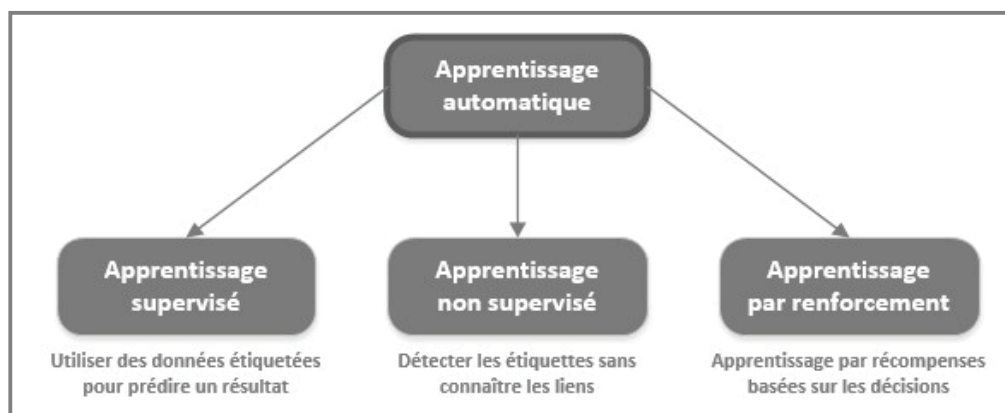 Apprentissage
automatique
Apprentissage
supervisé
Utiliser des données étiquetées
pour prédire un résultat
Apprentissage
non supervisé
Détecter les étiquettes sans
connaître les liens
Apprentissage
par renforcement
Apprentissage par récompenses
basées sur les décisions